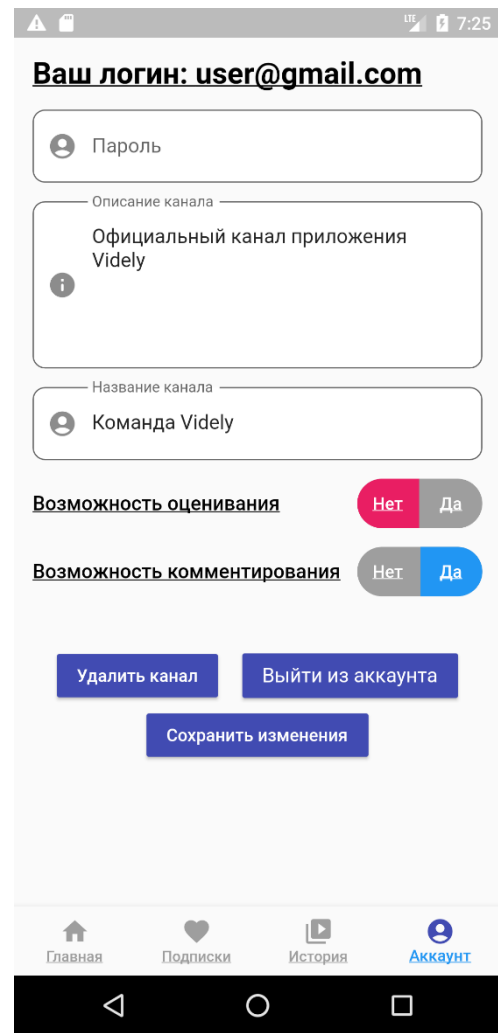 LTE 7:25
Ваш логин: user@gmail.com
Пароль
Описание канала
Официальный канал приложения
Videly
Название канала
Команда Videly
Возможность оценивания Нет Да
Возможность комментирования Нет Да
Удалить канал Выйти из аккаунта
Сохранить изменения
Главная Подписки История Аккаунт